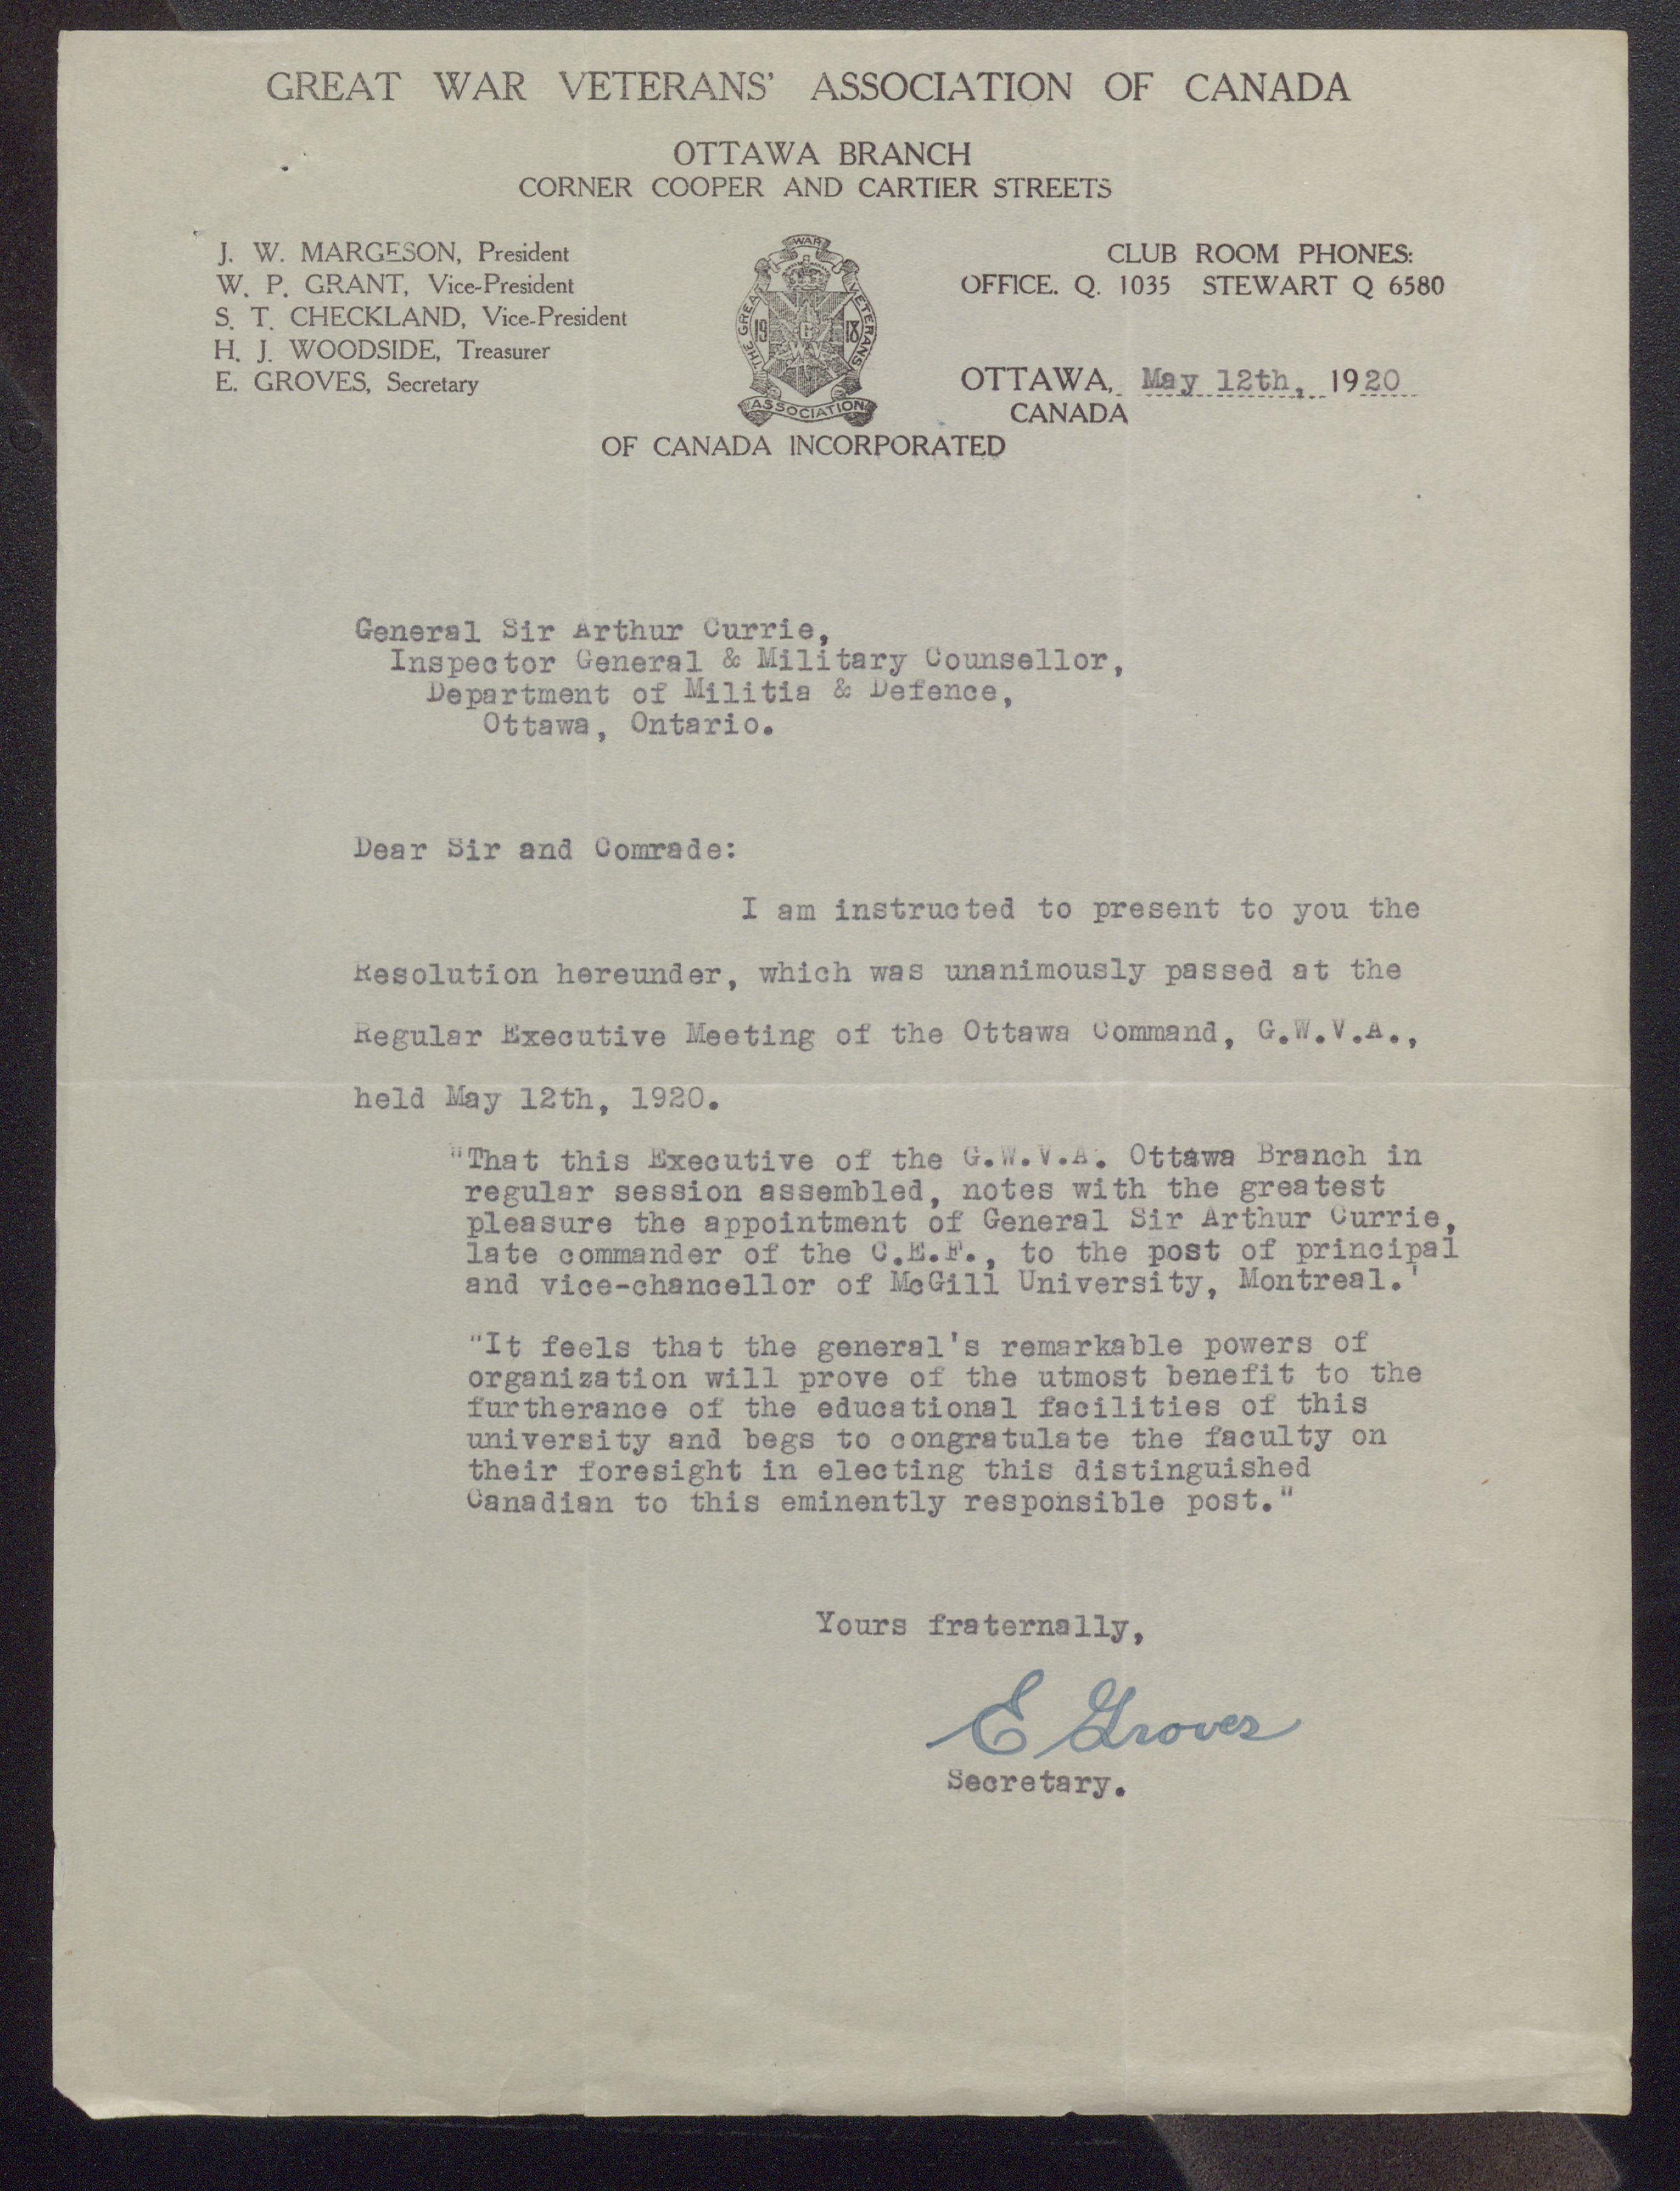 GREAT WAR VETERANS' ASSOCIATION OF CANADA
OTTAWA BRANCH
CORNER COOPER AND CARTIER STREETS
J. W. MARGESON, President
W. P. GRANT, Vice-President
S. T. CHECKLAND, Vice-President
H. J. WOODSIDE, Treasurer
E. GROVES, Secretary
THE GREAT WAR VETERANS
19 G 18
W V A
ASSOCIATION
OF CANADA INCORPORATED
CLUB ROOM PHONES:
OFFICE. Q. 1035 STEWART Q 6580
OTTAWA, May 12th, 1920
CANADA
General Sir Arthur Currie,
Inspector General & Military Counsellor,
Department of Militia & Defence,
Ottawa, Ontario.
Dear Sir and Comrade:
I am instructed to present to you the
Resolution hereunder, which was unanimously passed at the
Regular Executive Meeting of the Ottawa Command, G.W.V.A.,
held May 12th, 1920.
"That this Executive of the G.W.V.A. Ottawa Branch in
regular session assembled, notes with the greatest
pleasure the appointment of General Sir Arthur Currie,
late commander of the C.E.F., to the post of principal
and vice-chancellor of McGill University, Montreal.'
"It feels that the general's remarkable powers of
organization will prove of the utmost benefit to the
furtherance of the educational facilities of this
university and begs to congratulate the faculty on
their foresight in electing this distinguished
Canadian to this eminently responsible post."
Yours fraternally,
E Groves
Secretary.